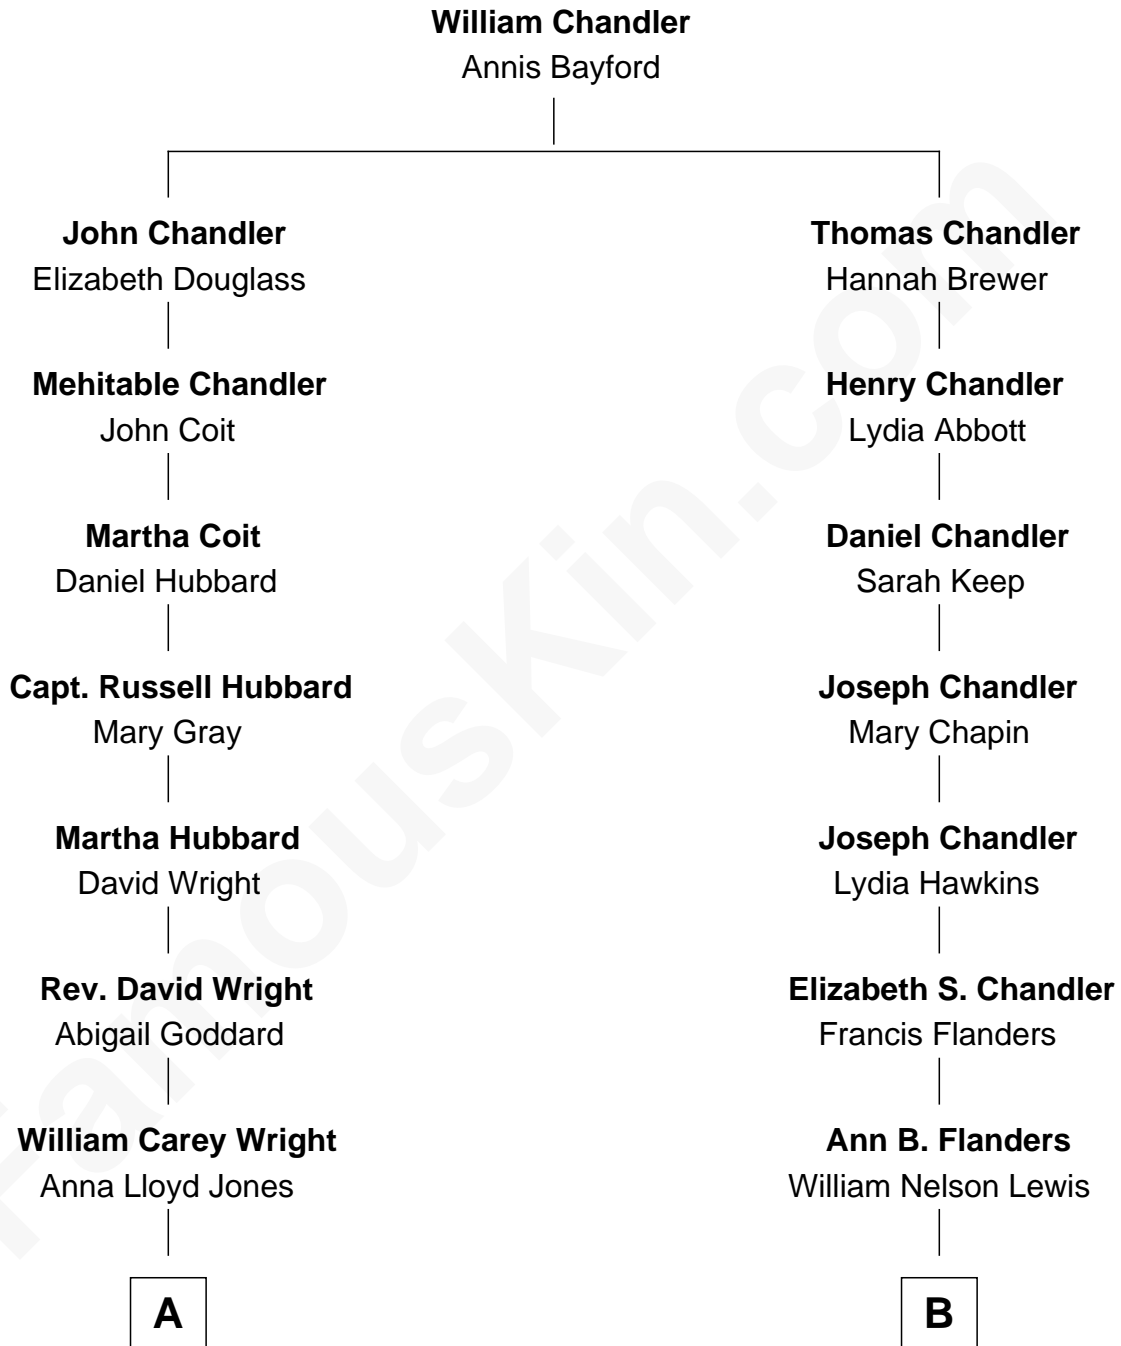 William Chandler
Annis Bayford
John Chandler
Elizabeth Douglass
Thomas Chandler
Hannah Brewer
Mehitable Chandler
John Coit
Henry Chandler
Lydia Abbott
Martha Coit
Daniel Hubbard
Daniel Chandler
Sarah Keep
Capt. Russell Hubbard
Mary Gray
Joseph Chandler
Mary Chapin
Martha Hubbard
David Wright
Joseph Chandler
Lydia Hawkins
Rev. David Wright
Abigail Goddard
Elizabeth S. Chandler
Francis Flanders
William Carey Wright
Anna Lloyd Jones
Ann B. Flanders
William Nelson Lewis
A
B
FamousKin.com